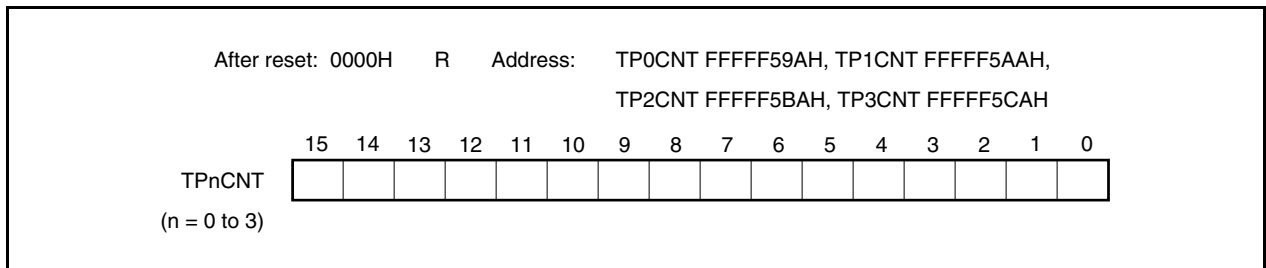 After reset: 0000H R Address: TP0CNT FFFFF59AH, TP1CNT FFFFF5AAH,
TP2CNT FFFFF5BAH, TP3CNT FFFFF5CAH
15 14 13 12 11 10 9 8 7 6 5 4 3 2 1 0
TPnCNT
(n = 0 to 3)